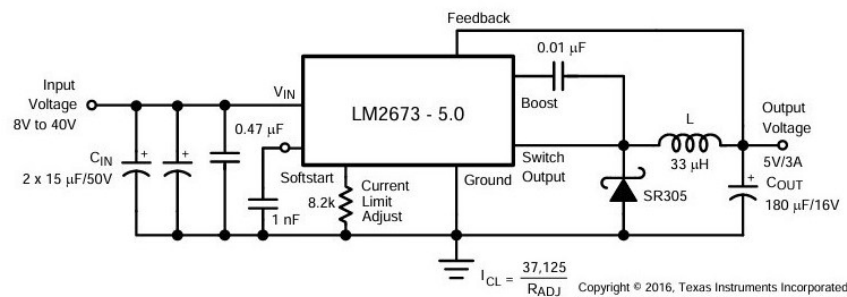 Feedback
0.01 μF
Input
Voltage
8V to 40V
VIN
LM2673 - 5.0
Boost
L
33 μH
Output
Voltage
5V/3A
CIN
2 x 15 μF/50V
0.47 μF
Softstart
1 nF
8.2k
Current
Limit
Adjust
Ground
Switch
Output
SR305
COUT
180 μF/16V
ICL = 37,125
RADJ
Copyright © 2016, Texas Instruments Incorporated